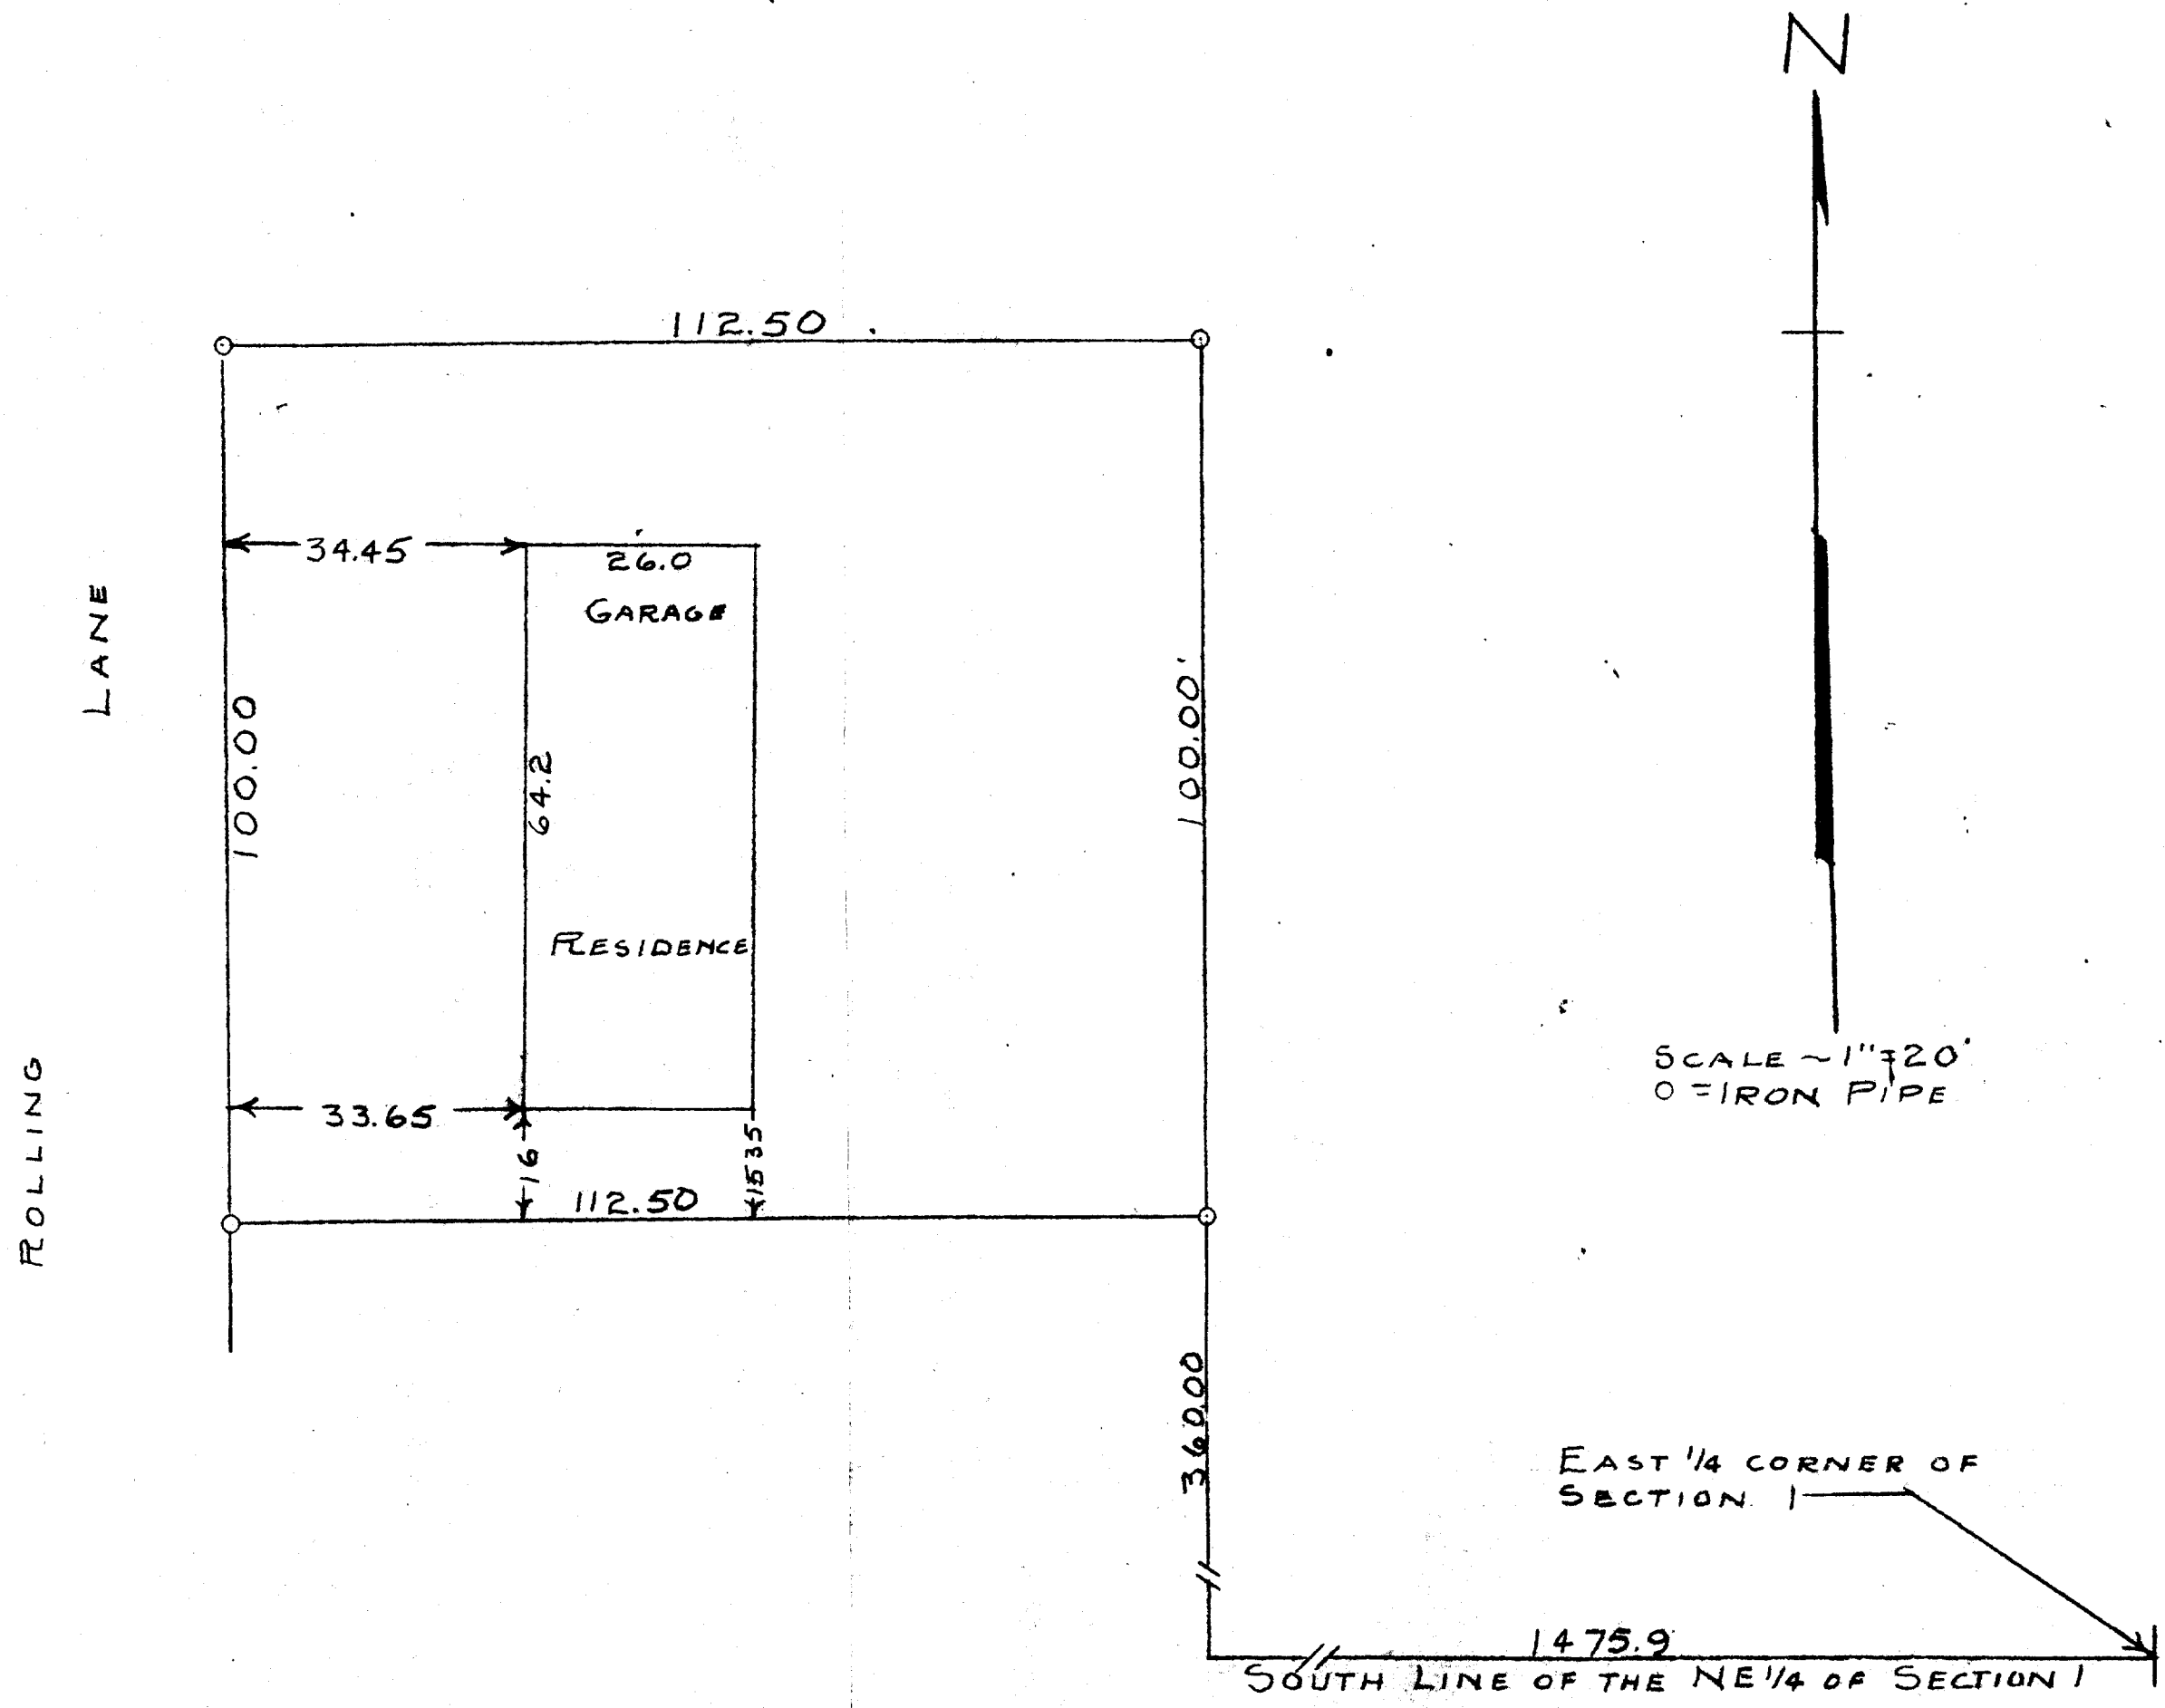 N
112.50
34.45
26.0
GARAGE
LANE
100.00
64.2
100.00'
RESIDENCE
SCALE ~ 1"=20'
O = IRON PIPE
ROLLING
33.65
16
15 35
112.50
360.00
EAST 1/4 CORNER OF
SECTION 1
1475.9
SOUTH LINE OF THE NE 1/4 OF SECTION 1